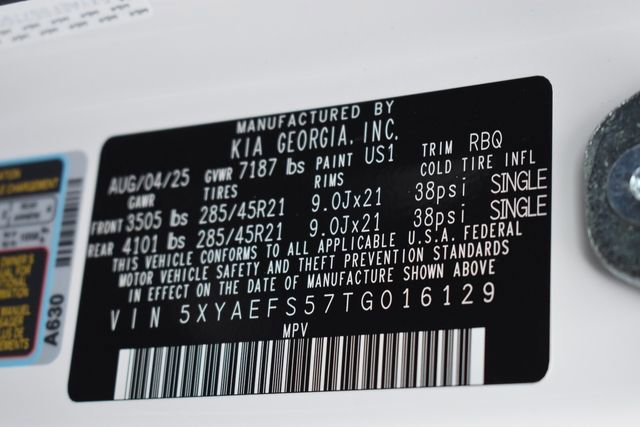 MANUFACTURED BY
KIA GEORGIA, INC.
AUG/04/25 GVWR 7187 lbs PAINT US1 TRIM RBQ
GAWR TIRES RIMS COLD TIRE INFL
FRONT 3505 lbs 285/45R21 9.0Jx21 38psi SINGLE
REAR 4101 lbs 285/45R21 9.0Jx21 38psi SINGLE
THIS VEHICLE CONFORMS TO ALL APPLICABLE U.S.A. FEDERAL
MOTOR VEHICLE SAFETY AND THEFT PREVENTION STANDARDS
IN EFFECT ON THE DATE OF MANUFACTURE SHOWN ABOVE
VIN 5XYAEFS57TG016129
MPV
A630